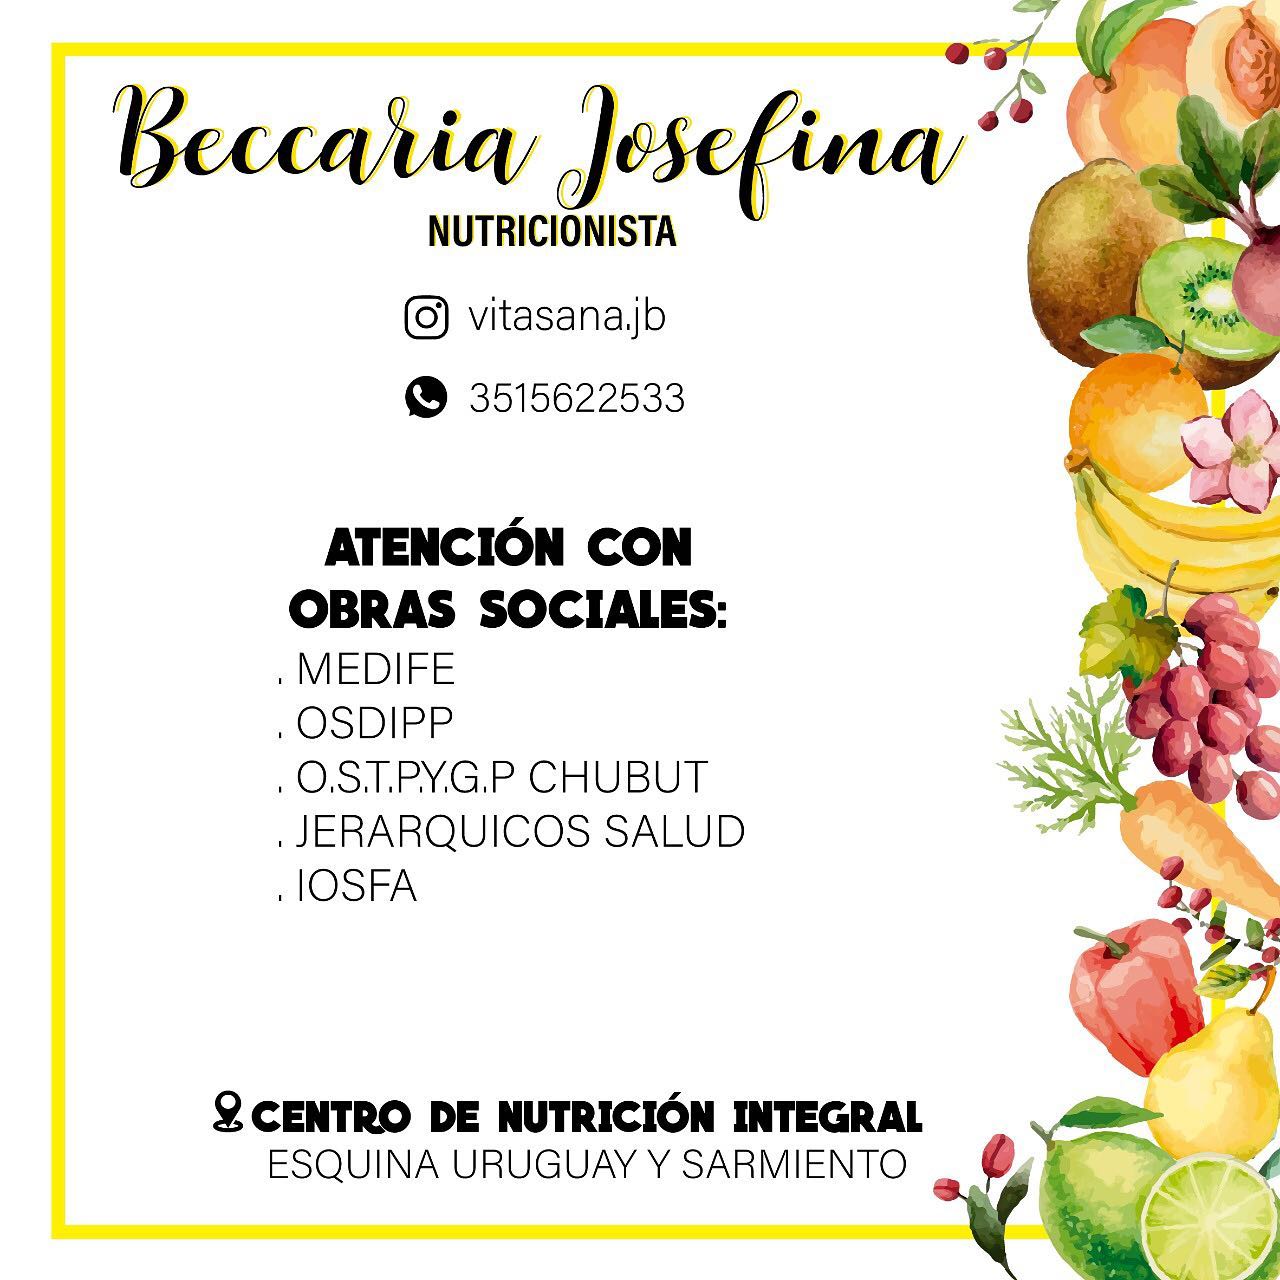 Beccaria Josefina
NUTRICIONISTA
vitasana.jb
3515622533
ATENCIÓN CON
OBRAS SOCIALES:
. MEDIFE
. OSDIPP
. O.S.T.P.Y.G.P CHUBUT
. JERARQUICOS SALUD
. IOSFA
CENTRO DE NUTRICIÓN INTEGRAL
ESQUINA URUGUAY Y SARMIENTO